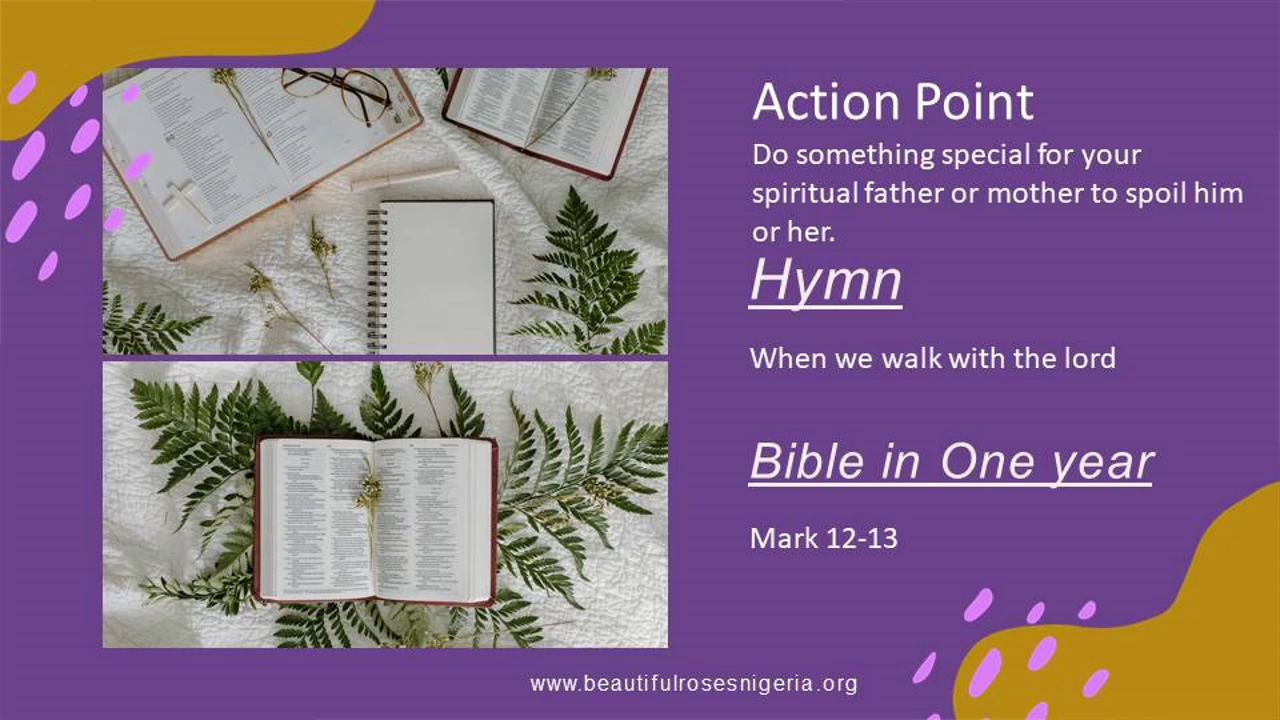 Action Point
Do something special for your
spiritual father or mother to spoil him
or her.
Hymn
When we walk with the lord
Bible in One year
Mark 12-13
www.beautifulrosesnigeria.org